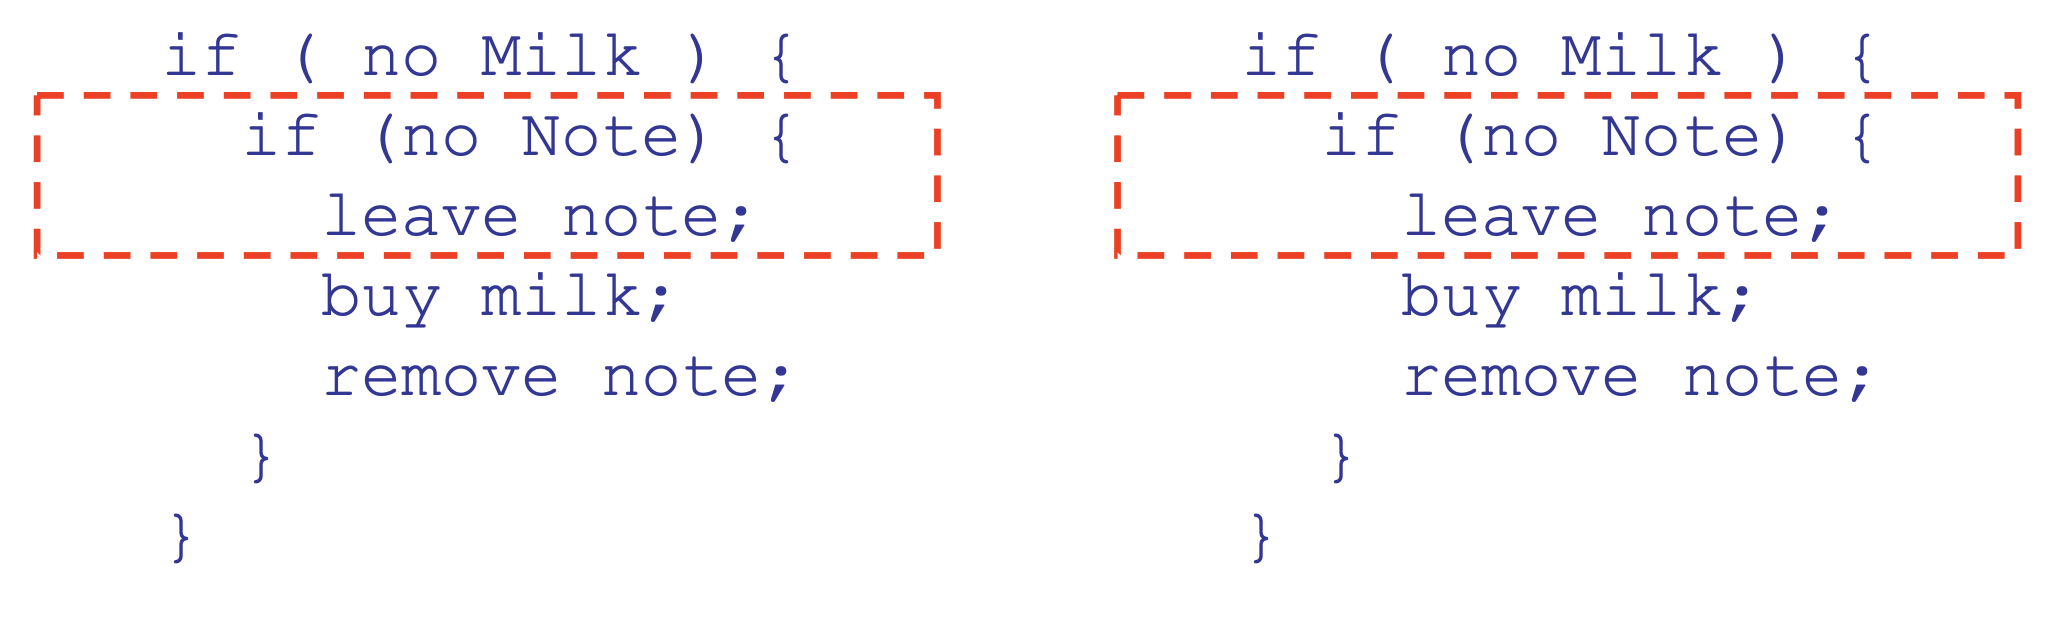 if ( no Milk ) {
if (no Note) {
leave note;
buy milk;
remove note;
}
}
if ( no Milk ) {
if (no Note) {
leave note;
buy milk;
remove note;
}
}